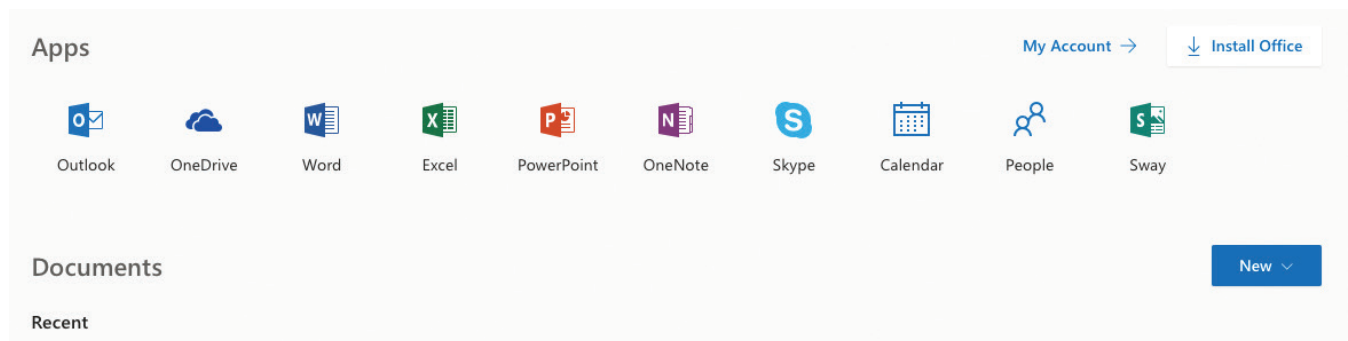 Apps
My Account → Install Office
O W X P N S S
Outlook OneDrive Word Excel PowerPoint OneNote Skype Calendar People Sway
Documents
New
Recent